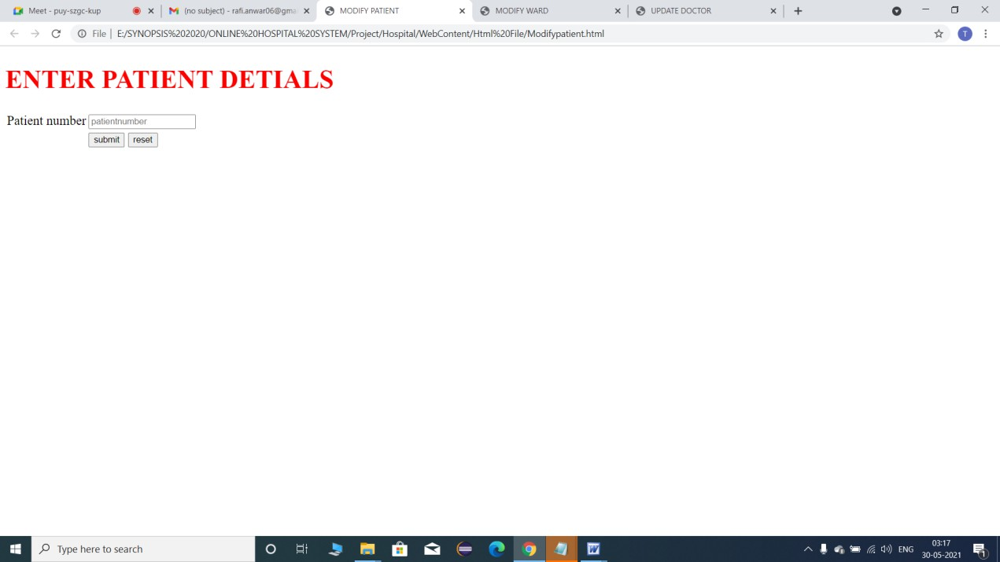 Meet - puy-szgc-kup
(no subject) - rafi.anwar06@gma
MODIFY PATIENT
MODIFY WARD
UPDATE DOCTOR
File | E:/SYNOPSIS%202020/ONLINE%20HOSPITAL%20SYSTEM/Project/Hospital/WebContent/Html%20File/Modifypatient.html
T
ENTER PATIENT DETIALS
Patient number patientnumber
submit reset
Type here to search
ENG
03:17
30-05-2021
1